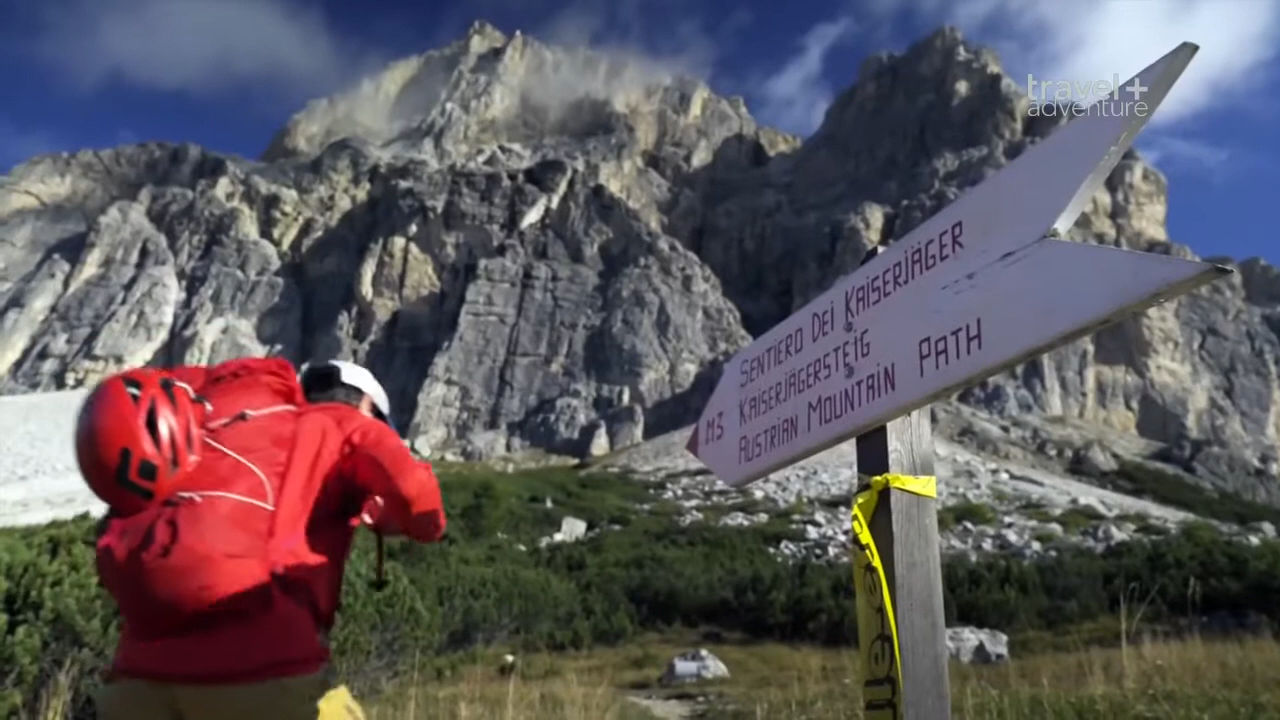 travel+
adventure
SENTIERO DEI KAISERJÄGER
M3 KAISERJÄGERSTEIG
AUSTRIAN MOUNTAIN PATH